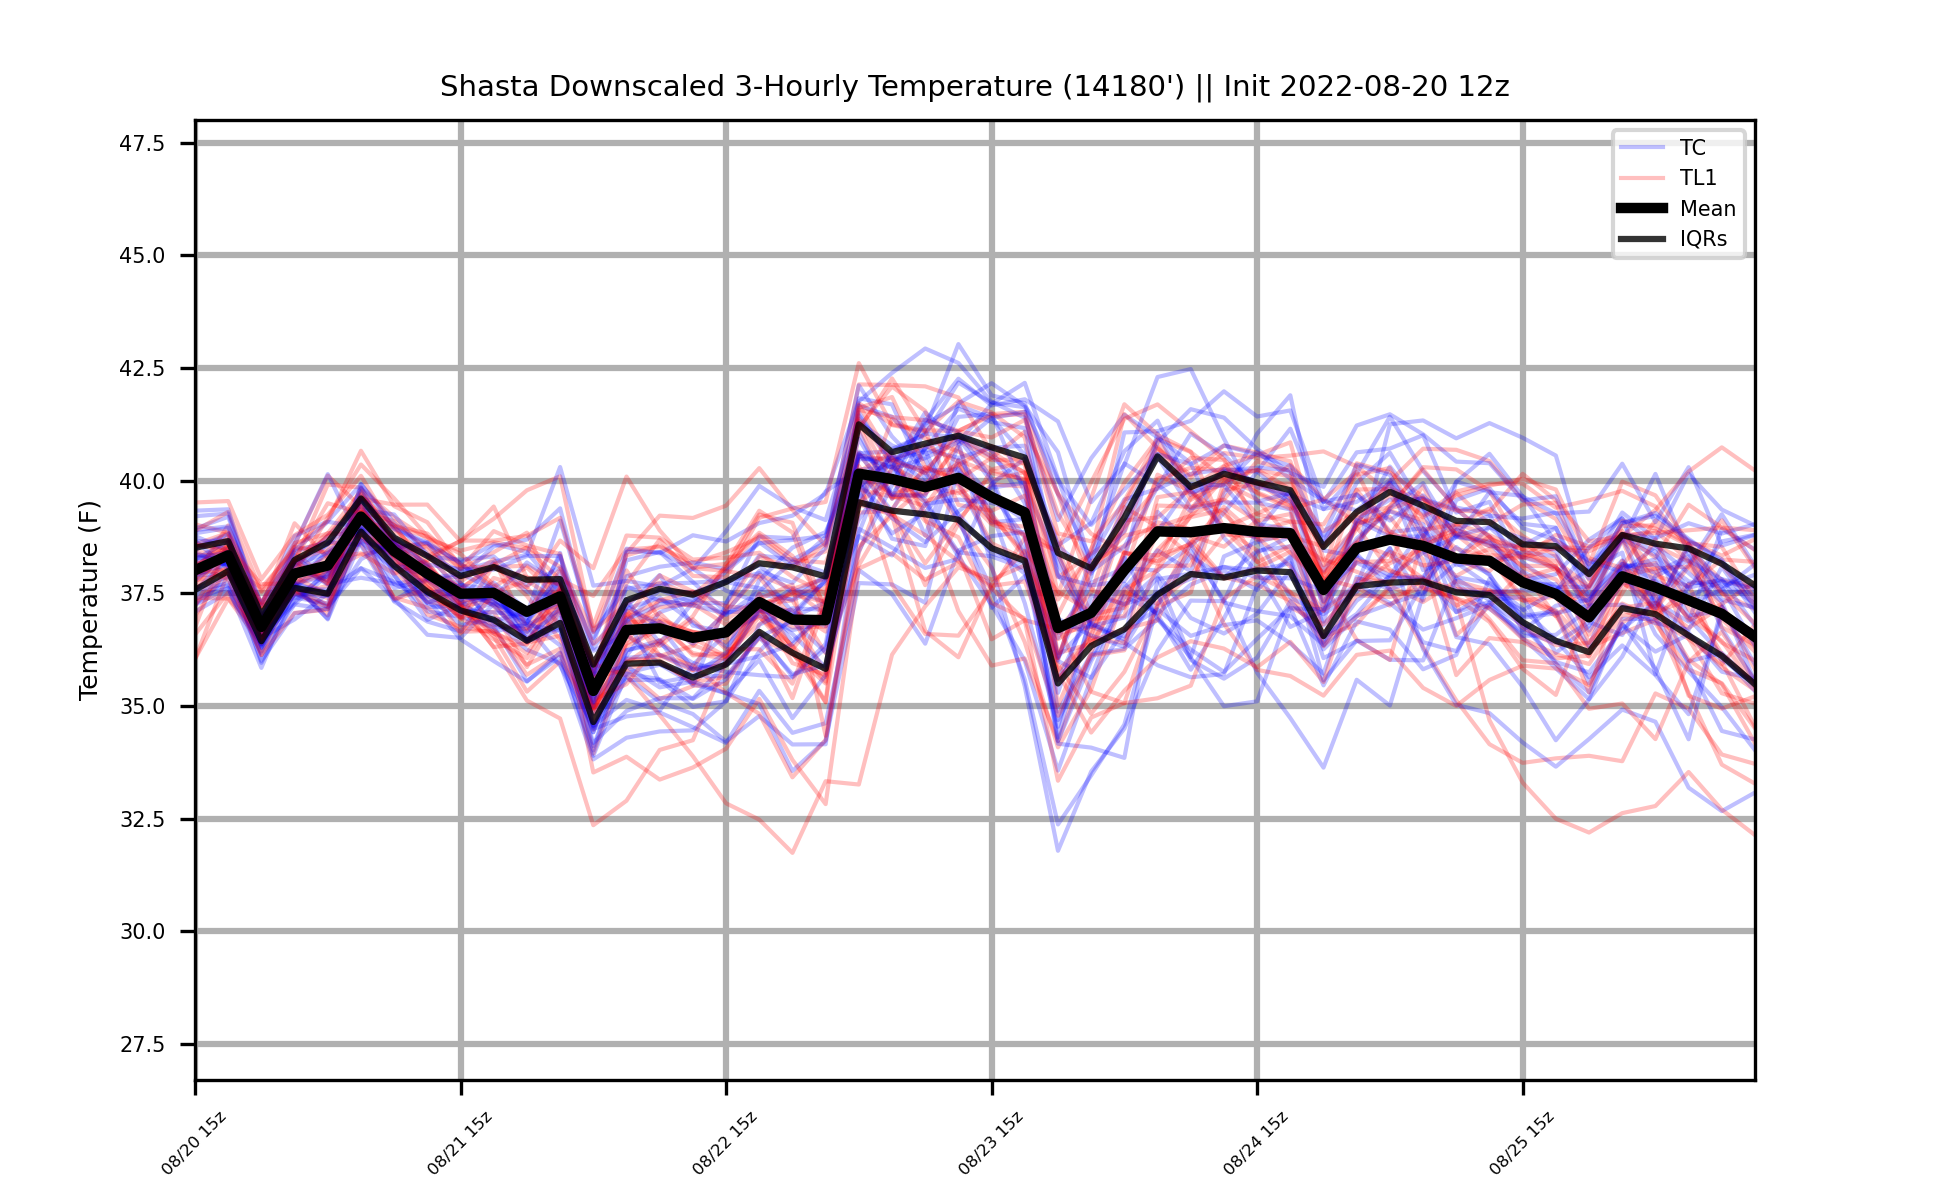 Shasta Downscaled 3-Hourly Temperature (14180') || Init 2022-08-20 12z
TC
TL1
Mean
IQRs
Temperature (F)
47.5
45.0
42.5
40.0
37.5
35.0
32.5
30.0
27.5
08/20 15z
08/21 15z
08/22 15z
08/23 15z
08/24 15z
08/25 15z